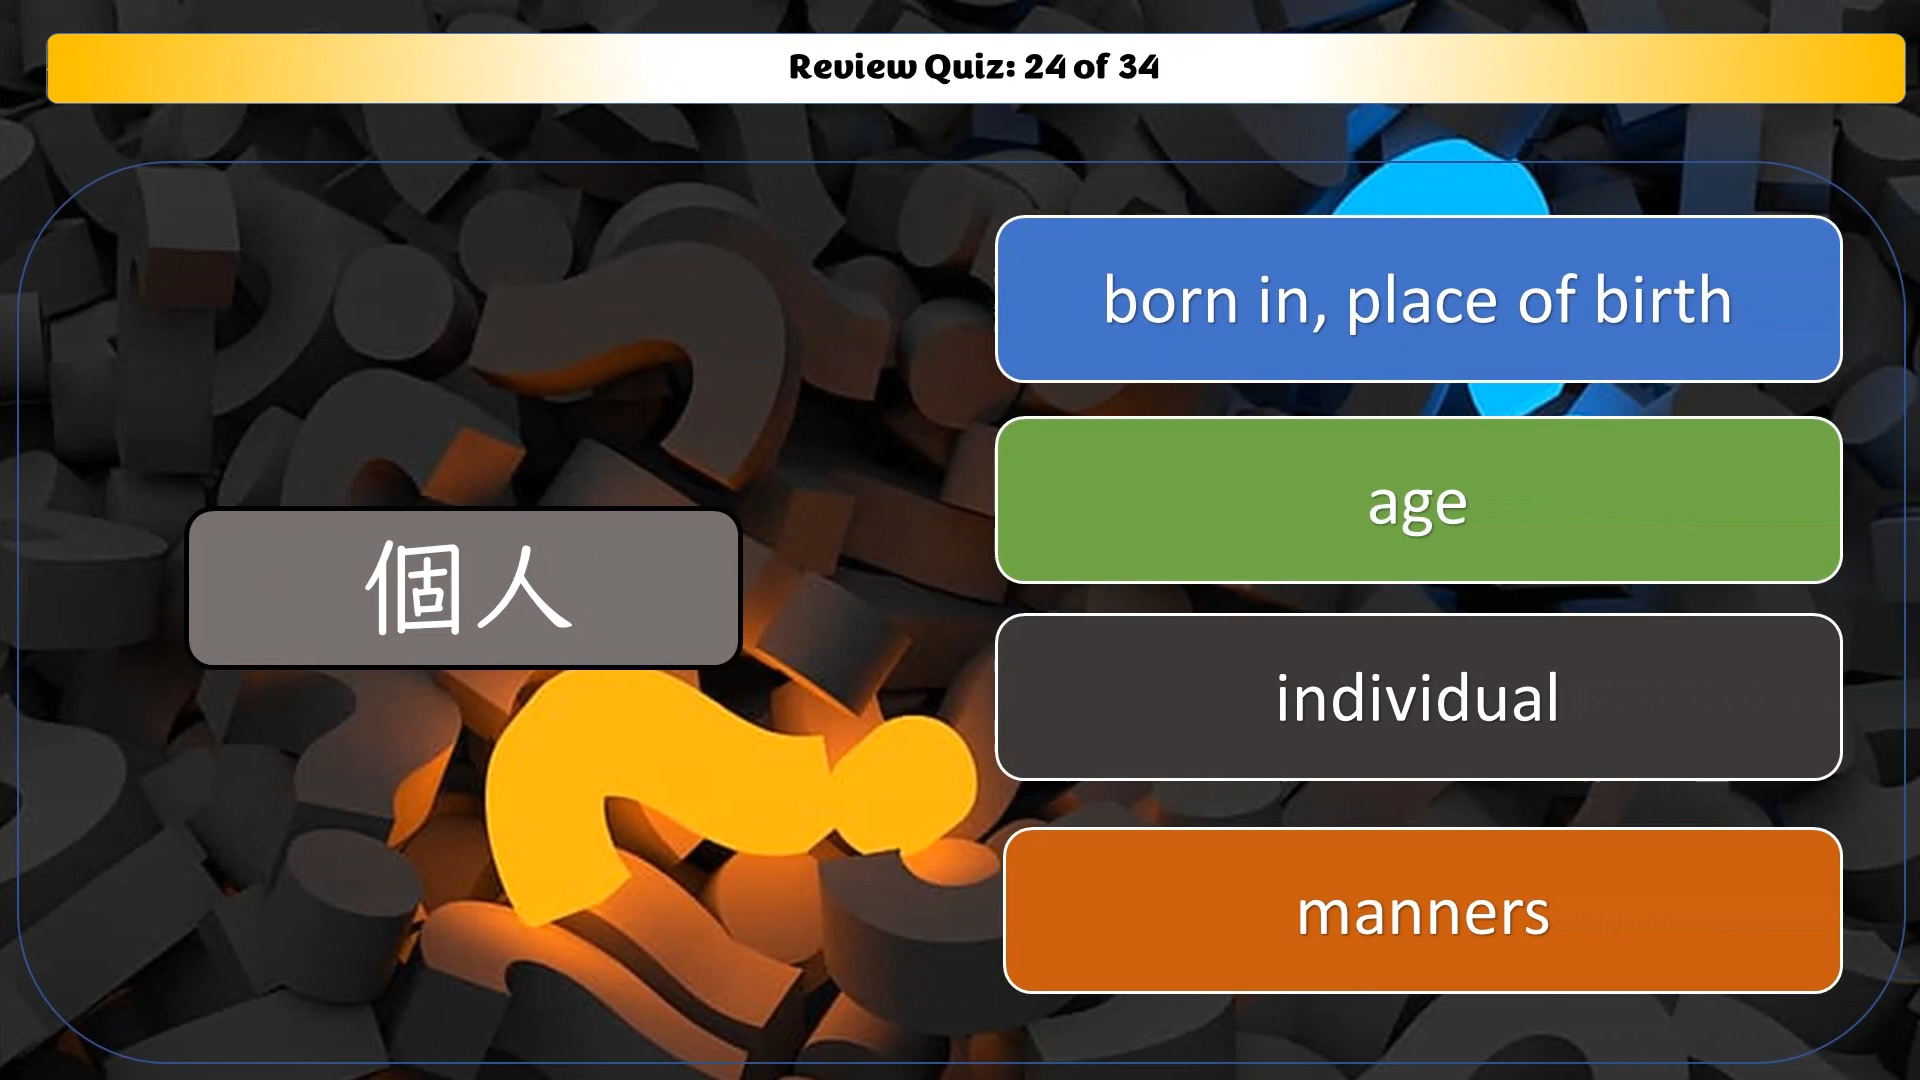 Review Quiz: 24 of 34
born in, place of birth
age
個人
individual
manners